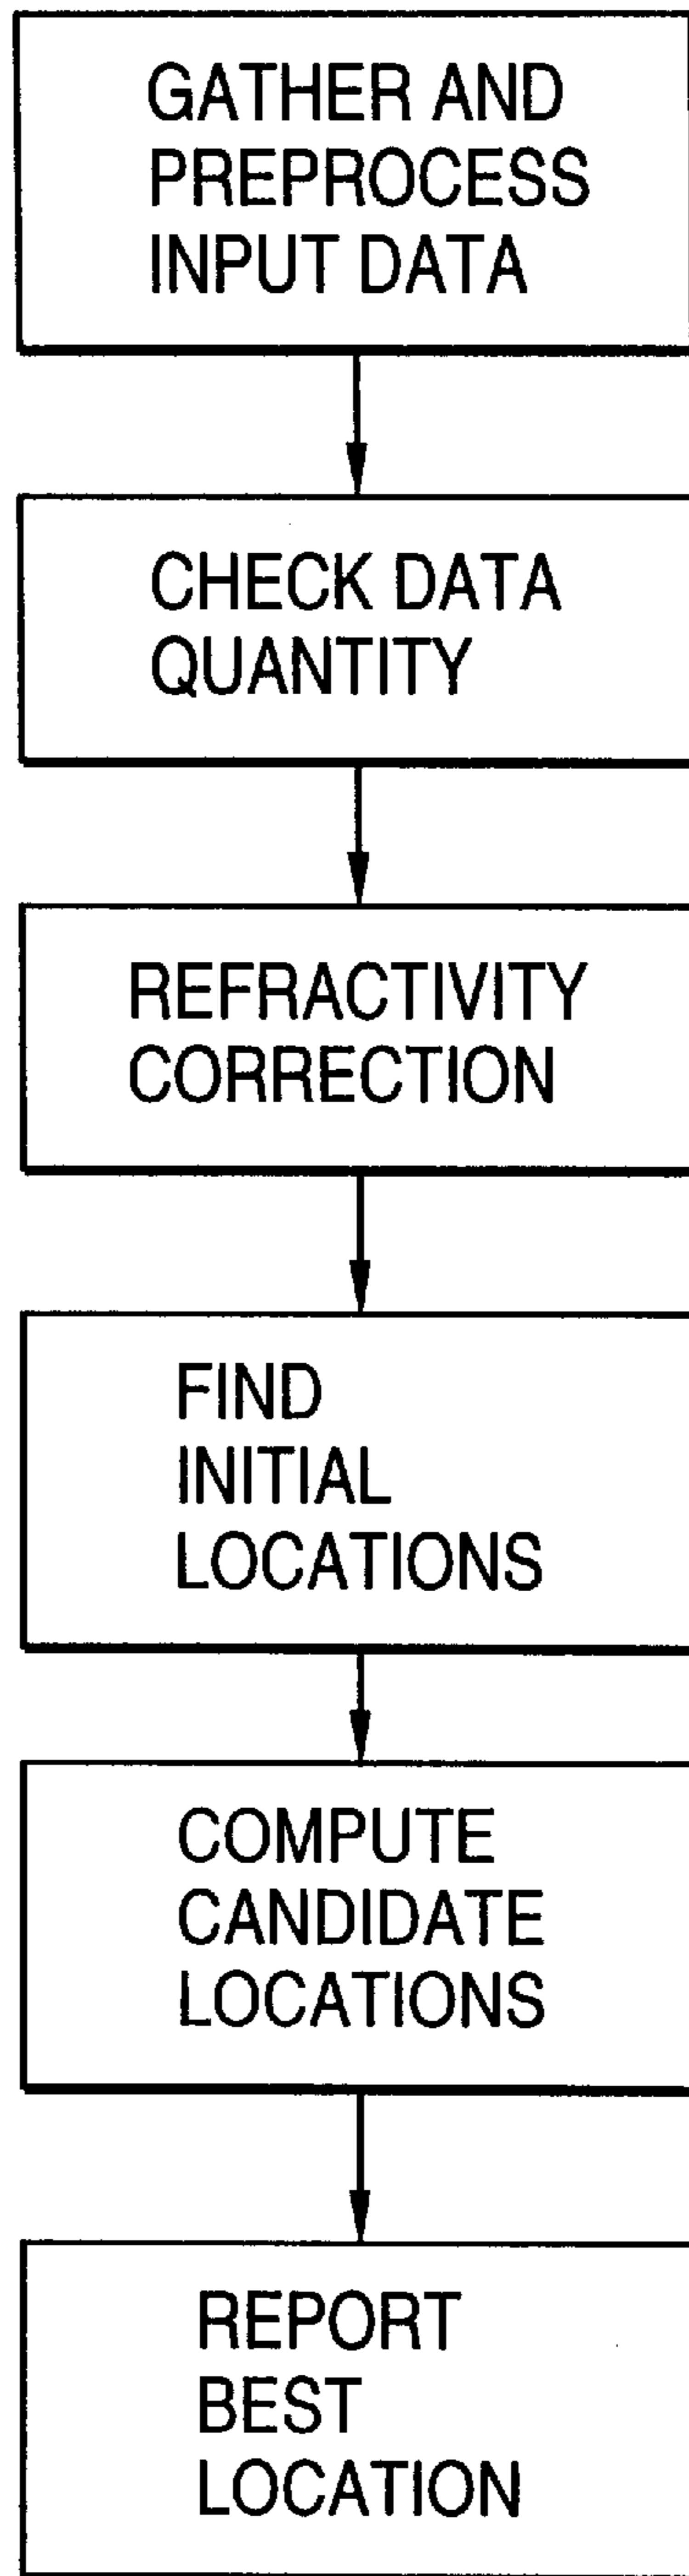 GATHER AND
PREPROCESS
INPUT DATA
CHECK DATA
QUANTITY
REFRACTIVITY
CORRECTION
FIND
INITIAL
LOCATIONS
COMPUTE
CANDIDATE
LOCATIONS
REPORT
BEST
LOCATION